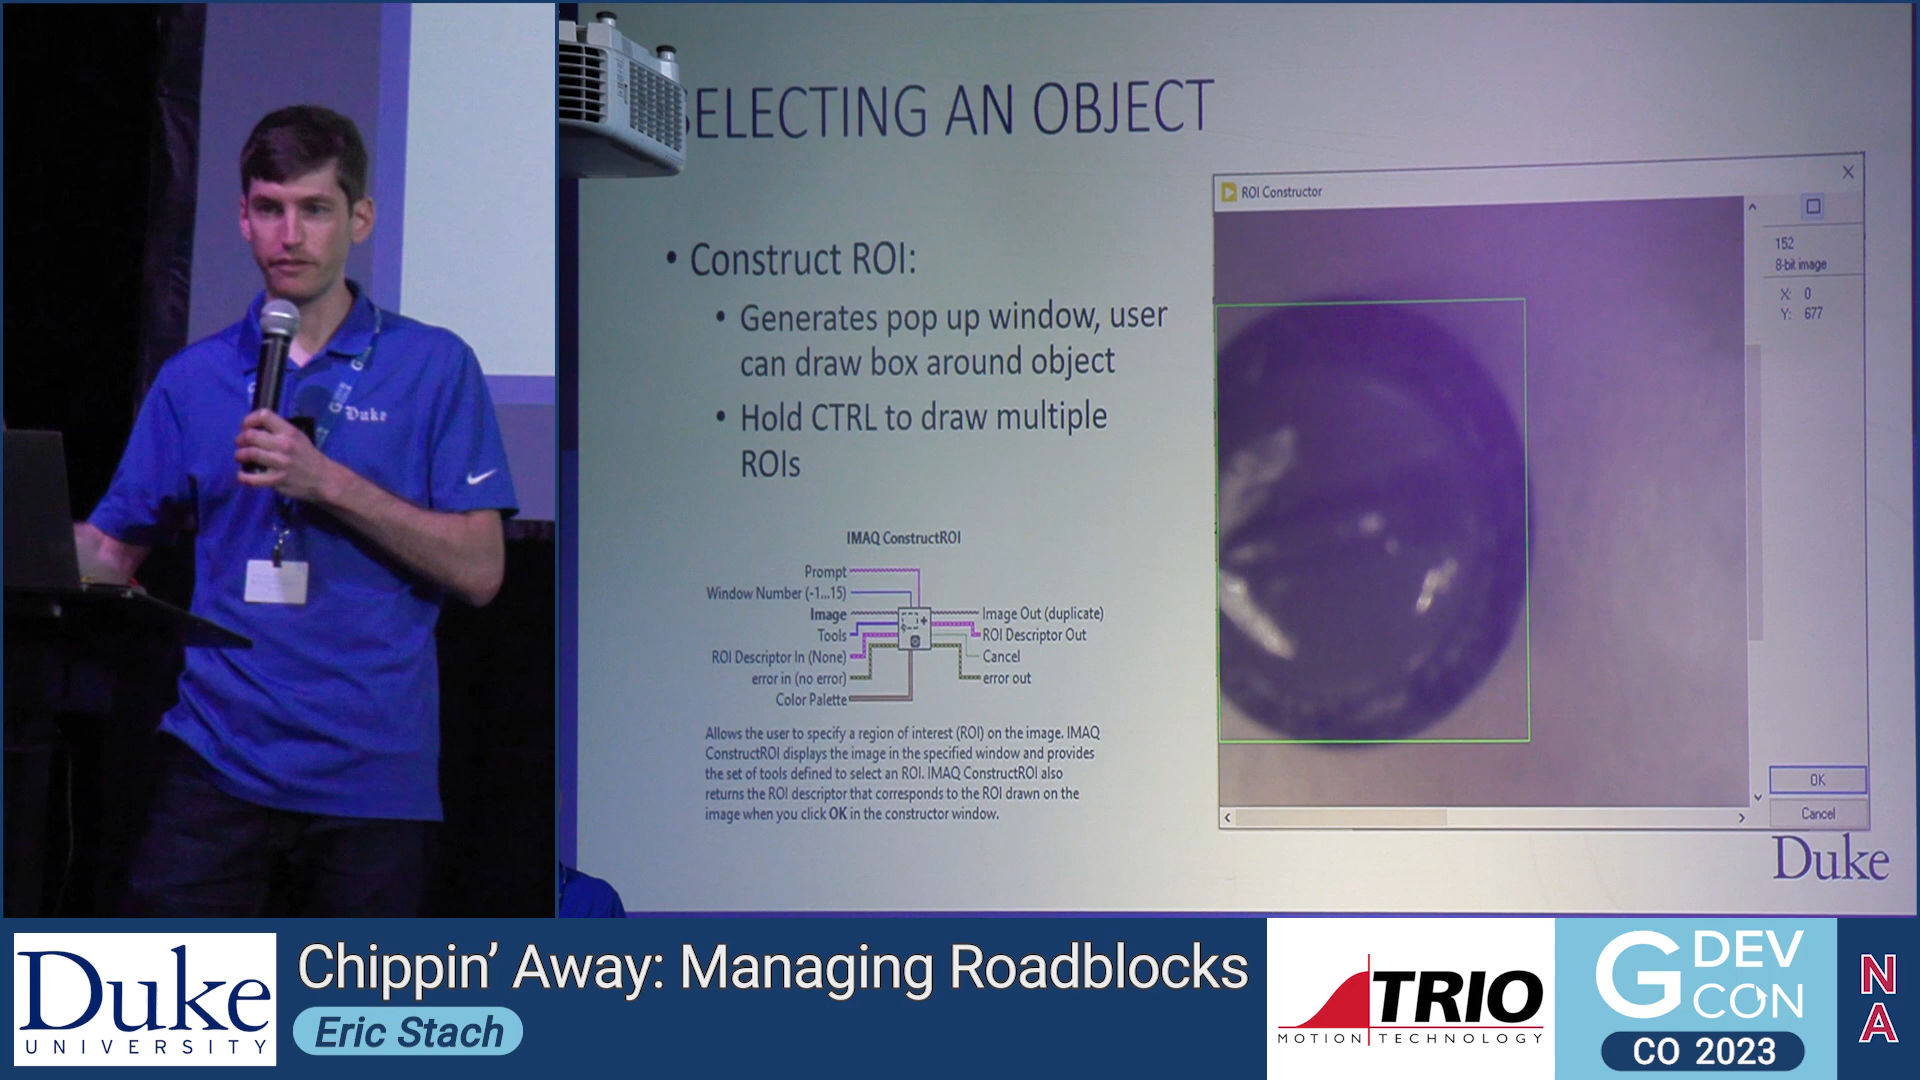 SELECTING AN OBJECT
• Construct ROI:
• Generates pop up window, user
can draw box around object
• Hold CTRL to draw multiple
ROIs
IMAQ ConstructROI
Prompt
Window Number (-1...15)
Image
Tools
ROI Descriptor In (None)
error in (no error)
Color Palette
Image Out (duplicate)
ROI Descriptor Out
Cancel
error out
Allows the user to specify a region of interest (ROI) on the image. IMAQ
ConstructROI displays the image in the specified window and provides
the set of tools defined to select an ROI. IMAQ ConstructROI also
returns the ROI descriptor that corresponds to the ROI drawn on the
image when you click OK in the constructor window.
ROI Constructor
152
8-bit image
X: 0
Y: 677
OK
Cancel
Duke
Duke
Duke
UNIVERSITY
Chippin’ Away: Managing Roadblocks
Eric Stach
TRIO
MOTION TECHNOLOGY
G DEV
CON
CO 2023
NA